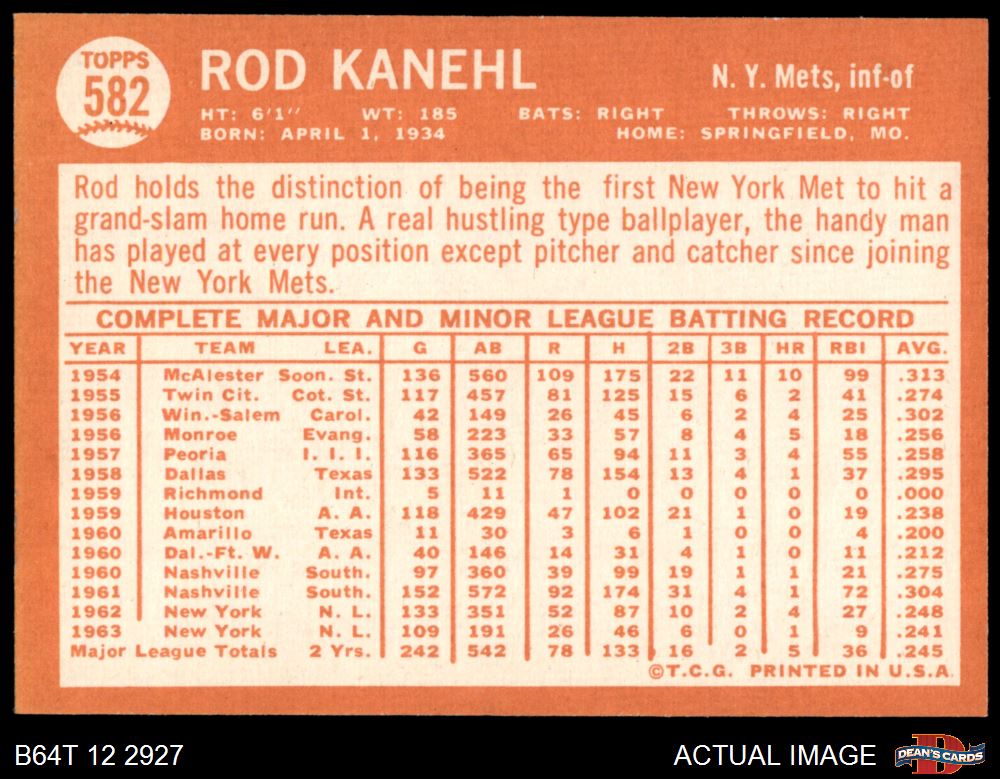 TOPPS
582
ROD KANEHL
N. Y. Mets, inf-of
HT: 6'1" WT: 185 BATS: RIGHT THROWS: RIGHT
BORN: APRIL 1, 1934 HOME: SPRINGFIELD, MO.
Rod holds the distinction of being the first New York Met to hit a
grand-slam home run. A real hustling type ballplayer, the handy man
has played at every position except pitcher and catcher since joining
the New York Mets.
COMPLETE MAJOR AND MINOR LEAGUE BATTING RECORD
YEAR TEAM LEA. G AB R H 2B 3B HR RBI AVG.
1954 McAlester Soon. St. 136 560 109 175 22 11 10 99 .313
1955 Twin Cit. Cot. St. 117 457 81 125 15 6 2 41 .274
1956 Win.-Salem Carol. 42 149 26 45 6 2 4 25 .302
1956 Monroe Evang. 58 223 33 57 8 4 5 18 .256
1957 Peoria I. I. I. 116 365 65 94 11 3 4 55 .258
1958 Dallas Texas 133 522 78 154 13 4 1 37 .295
1959 Richmond Int. 5 11 1 0 0 0 0 0 .000
1959 Houston A. A. 118 429 47 102 21 1 0 19 .238
1960 Amarillo Texas 11 30 3 6 1 0 0 4 .200
1960 Dal.-Ft. W. A. A. 40 146 14 31 4 1 0 11 .212
1960 Nashville South. 97 360 39 99 19 1 1 21 .275
1961 Nashville South. 152 572 92 174 31 4 1 72 .304
1962 New York N. L. 133 351 52 87 10 2 4 27 .248
1963 New York N. L. 109 191 26 46 6 0 1 9 .241
Major League Totals 2 Yrs. 242 542 78 133 16 2 5 36 .245
©T.C.G. PRINTED IN U.S.A.
B64T 12 2927
ACTUAL IMAGE
D
DEAN'S CARDS